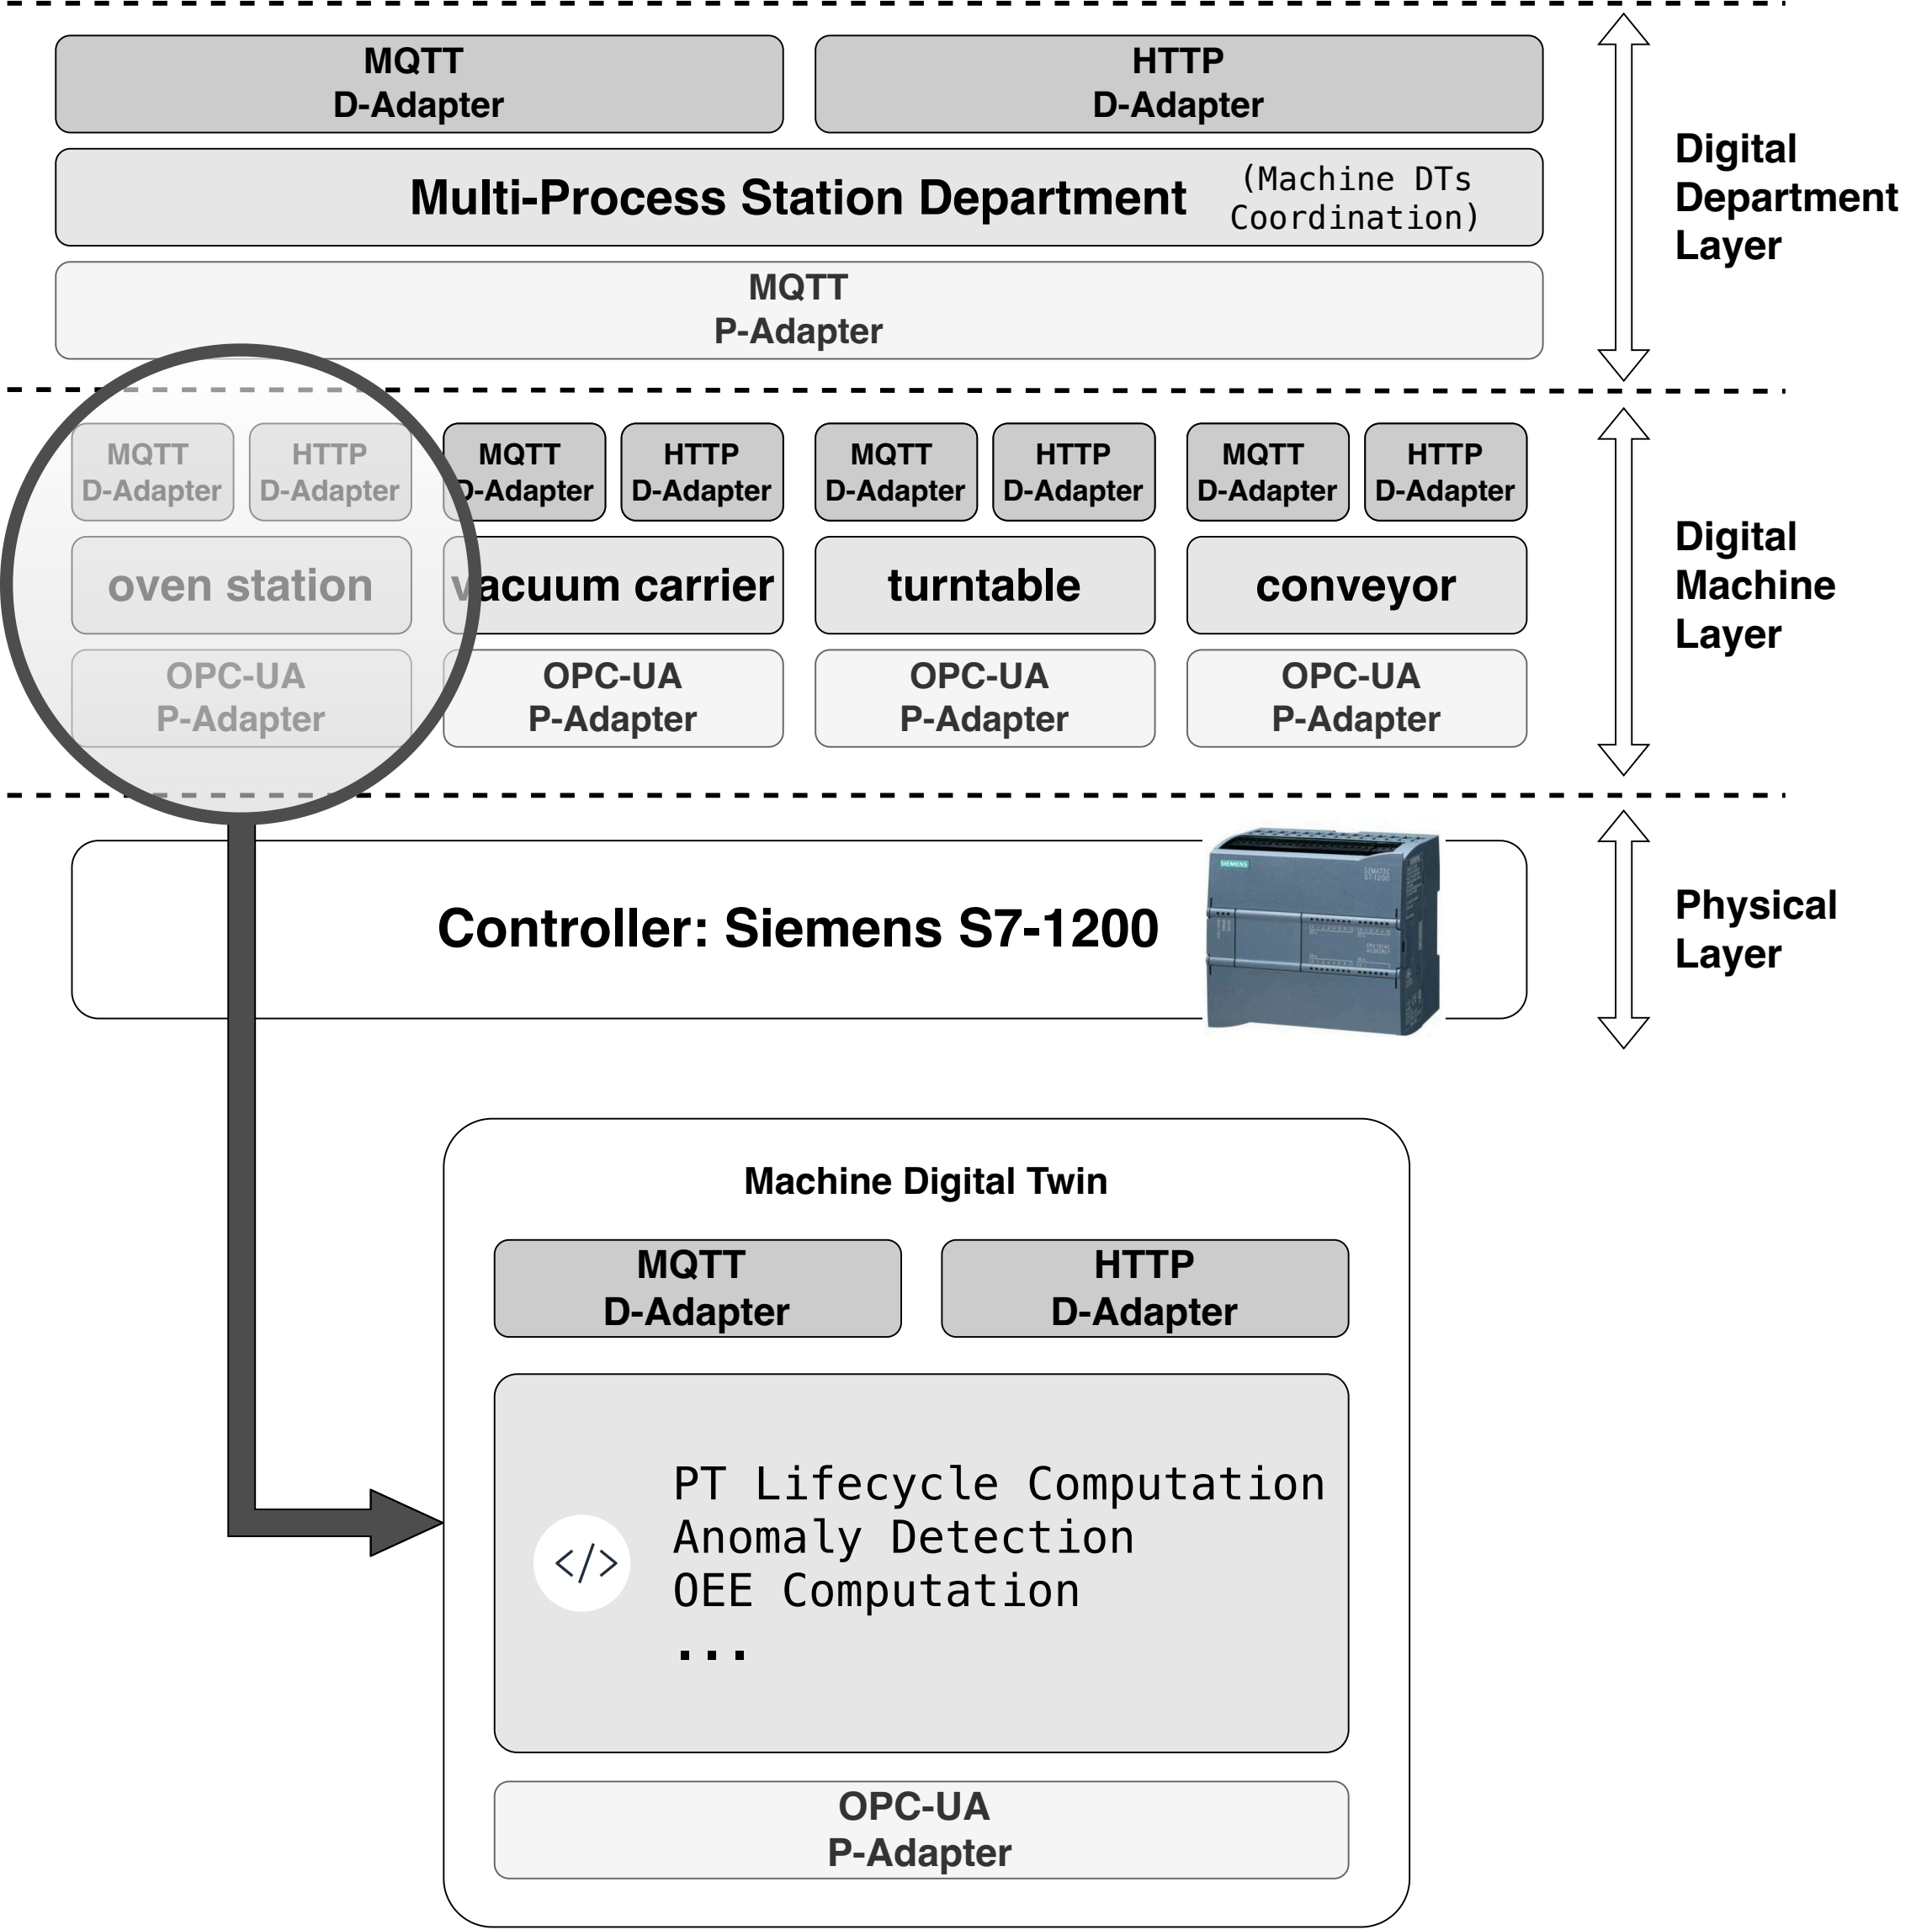 MQTT
D-Adapter
HTTP
D-Adapter
Multi-Process Station Department
(Machine DTs
Coordination)
MQTT
P-Adapter
Digital
Department
Layer
MQTT
D-Adapter
HTTP
D-Adapter
MQTT
D-Adapter
HTTP
D-Adapter
MQTT
D-Adapter
HTTP
D-Adapter
MQTT
D-Adapter
HTTP
D-Adapter
oven station
vacuum carrier
turntable
conveyor
OPC-UA
P-Adapter
OPC-UA
P-Adapter
OPC-UA
P-Adapter
OPC-UA
P-Adapter
Digital
Machine
Layer
Controller: Siemens S7-1200
SIEMENS
SIMATIC
S7-1200
Physical
Layer
Machine Digital Twin
MQTT
D-Adapter
HTTP
D-Adapter
</>
PT Lifecycle Computation
Anomaly Detection
OEE Computation
...
OPC-UA
P-Adapter